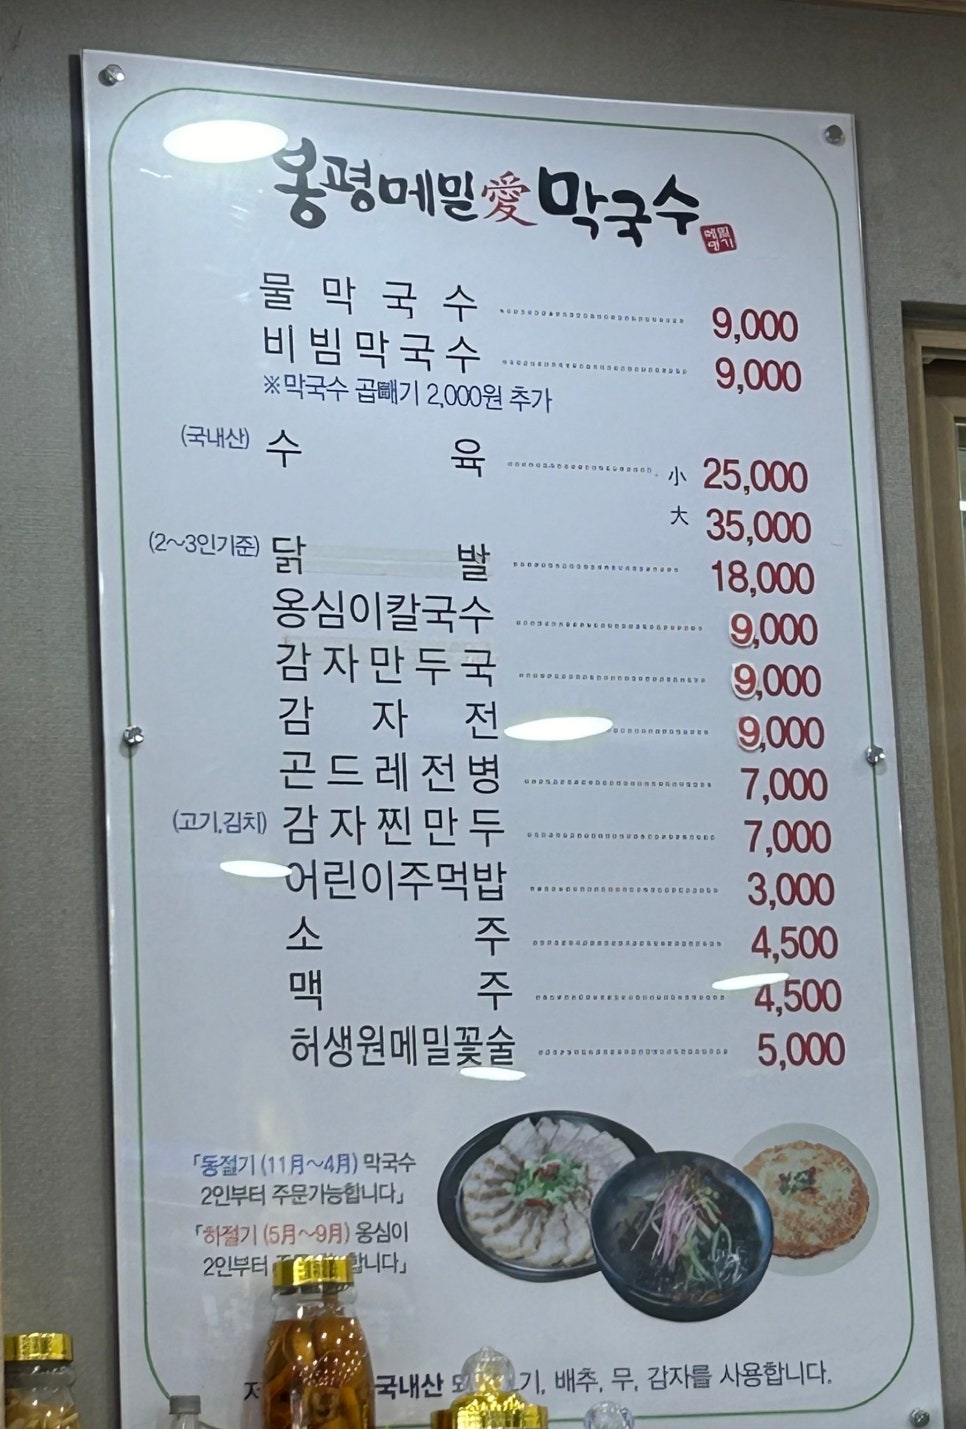 봉평메밀愛막국수
메밀
명가
물막국수 9,000
비빔막국수 9,000
※막국수 곱빼기 2,000원 추가
(국내산) 수육 小 25,000
大 35,000
(2~3인기준) 닭발 18,000
옹심이칼국수 9,000
감자만두국 9,000
감자전 9,000
곤드레전병 7,000
(고기,김치) 감자찐만두 7,000
어린이주먹밥 3,000
소주 4,500
맥주 4,500
허생원메밀꽃술 5,000
「동절기 (11月~4月) 막국수
2인부터 주문가능합니다」
「하절기 (5月~9月) 옹심이
2인부터
국내산
배추, 무, 감자를 사용합니다.